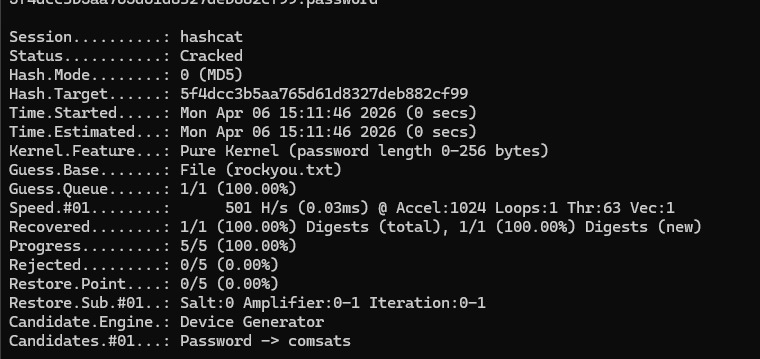 5f4dcc3b5aa765d61d8327deb882cf99:password
Session..........: hashcat
Status...........: Cracked
Hash.Mode........: 0 (MD5)
Hash.Target......: 5f4dcc3b5aa765d61d8327deb882cf99
Time.Started.....: Mon Apr 06 15:11:46 2026 (0 secs)
Time.Estimated...: Mon Apr 06 15:11:46 2026 (0 secs)
Kernel.Feature...: Pure Kernel (password length 0-256 bytes)
Guess.Base.......: File (rockyou.txt)
Guess.Queue......: 1/1 (100.00%)
Speed.#01........:      501 H/s (0.03ms) @ Accel:1024 Loops:1 Thr:63 Vec:1
Recovered........: 1/1 (100.00%) Digests (total), 1/1 (100.00%) Digests (new)
Progress.........: 5/5 (100.00%)
Rejected.........: 0/5 (0.00%)
Restore.Point....: 0/5 (0.00%)
Restore.Sub.#01..: Salt:0 Amplifier:0-1 Iteration:0-1
Candidate.Engine.: Device Generator
Candidates.#01...: Password -> comsats